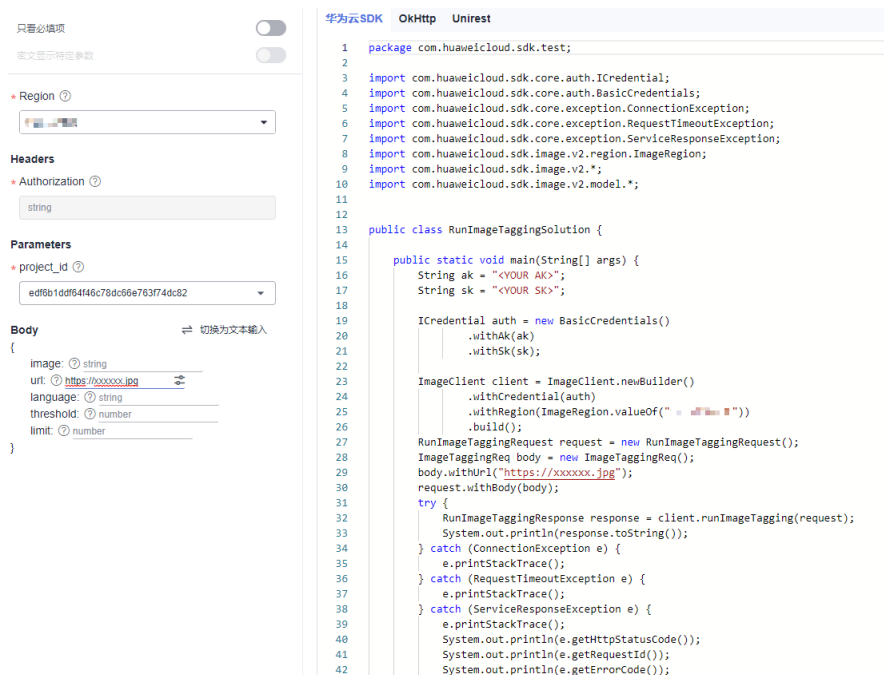 只看必填项
密文显示特定参数
* Region ?
Headers
* Authorization ?
string
Parameters
* project_id ?
edf6b1ddf64f46c78dc66e763f74dc82
Body ⇌ 切换为文本输入
{
image: ? string
url: ? https://xxxxxx.jpg
language: ? string
threshold: ? number
limit: ? number
}
华为云SDK OkHttp Unirest
1 package com.huaweicloud.sdk.test;
2
3 import com.huaweicloud.sdk.core.auth.ICredential;
4 import com.huaweicloud.sdk.core.auth.BasicCredentials;
5 import com.huaweicloud.sdk.core.exception.ConnectionException;
6 import com.huaweicloud.sdk.core.exception.RequestTimeoutException;
7 import com.huaweicloud.sdk.core.exception.ServiceResponseException;
8 import com.huaweicloud.sdk.image.v2.region.ImageRegion;
9 import com.huaweicloud.sdk.image.v2.*;
10 import com.huaweicloud.sdk.image.v2.model.*;
11
12
13 public class RunImageTaggingSolution {
14
15 public static void main(String[] args) {
16 String ak = "<YOUR AK>";
17 String sk = "<YOUR SK>";
18
19 ICredential auth = new BasicCredentials()
20 .withAk(ak)
21 .withSk(sk);
22
23 ImageClient client = ImageClient.newBuilder()
24 .withCredential(auth)
25 .withRegion(ImageRegion.valueOf(" "))
26 .build();
27 RunImageTaggingRequest request = new RunImageTaggingRequest();
28 ImageTaggingReq body = new ImageTaggingReq();
29 body.withUrl("https://xxxxxx.jpg");
30 request.withBody(body);
31 try {
32 RunImageTaggingResponse response = client.runImageTagging(request);
33 System.out.println(response.toString());
34 } catch (ConnectionException e) {
35 e.printStackTrace();
36 } catch (RequestTimeoutException e) {
37 e.printStackTrace();
38 } catch (ServiceResponseException e) {
39 e.printStackTrace();
40 System.out.println(e.getHttpStatusCode());
41 System.out.println(e.getRequestId());
42 System.out.println(e.getErrorCode());